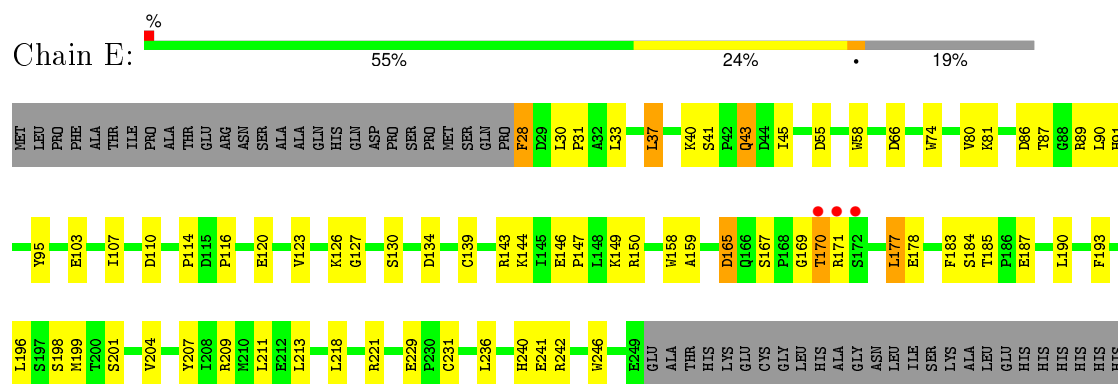 %
Chain E:
55% 24% • 19%
MET LEU PRO PHE ALA THR ILE PRO ALA THR GLU ARG ASN SER ALA ALA GLN HIS GLN ASP PRO SER PRO MET SER GLN PRO F28 D29 L30 P31 A32 L33 L37 K40 S41 P42 Q43 D44 I45 D55 W58 D66 W74 V80 K81 D86 T87 G88 R89 L90 H91
Y95 E103 I107 D110 P114 D115 P116 E120 V123 K126 G127 S130 D134 C139 R143 K144 I145 E146 P147 L148 K149 R150 W158 A159 D165 Q166 S167 P168 G169 T170 R171 S172 L177 E178 F183 S184 T185 P186 E187 L190 F193
L196 S197 S198 M199 T200 S201 V204 Y207 I208 R209 M210 L211 E212 L213 L218 R221 E229 P230 C231 L236 H240 E241 R242 W246 E249 GLU ALA THR HIS LYS GLU CYS GLY LEU HIS ALA GLY ASN LEU ILE SER LYS ALA LEU GLU HIS HIS HIS HIS HIS HIS